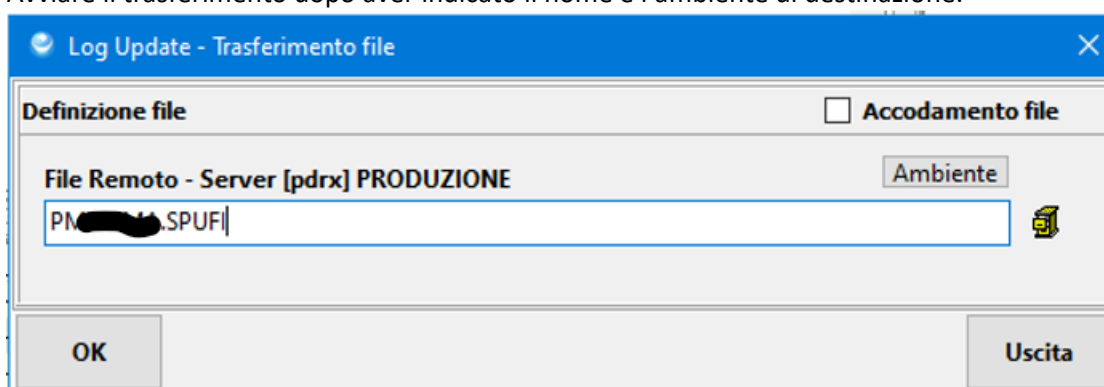 Avviare il trasferimento dopo aver indicato il nome e l'ambiente di destinazione.
Log Update - Trasferimento file
Definizione file
Accodamento file
File Remoto - Server [pdrx] PRODUZIONE
Ambiente
.SPUFI
OK
Uscita